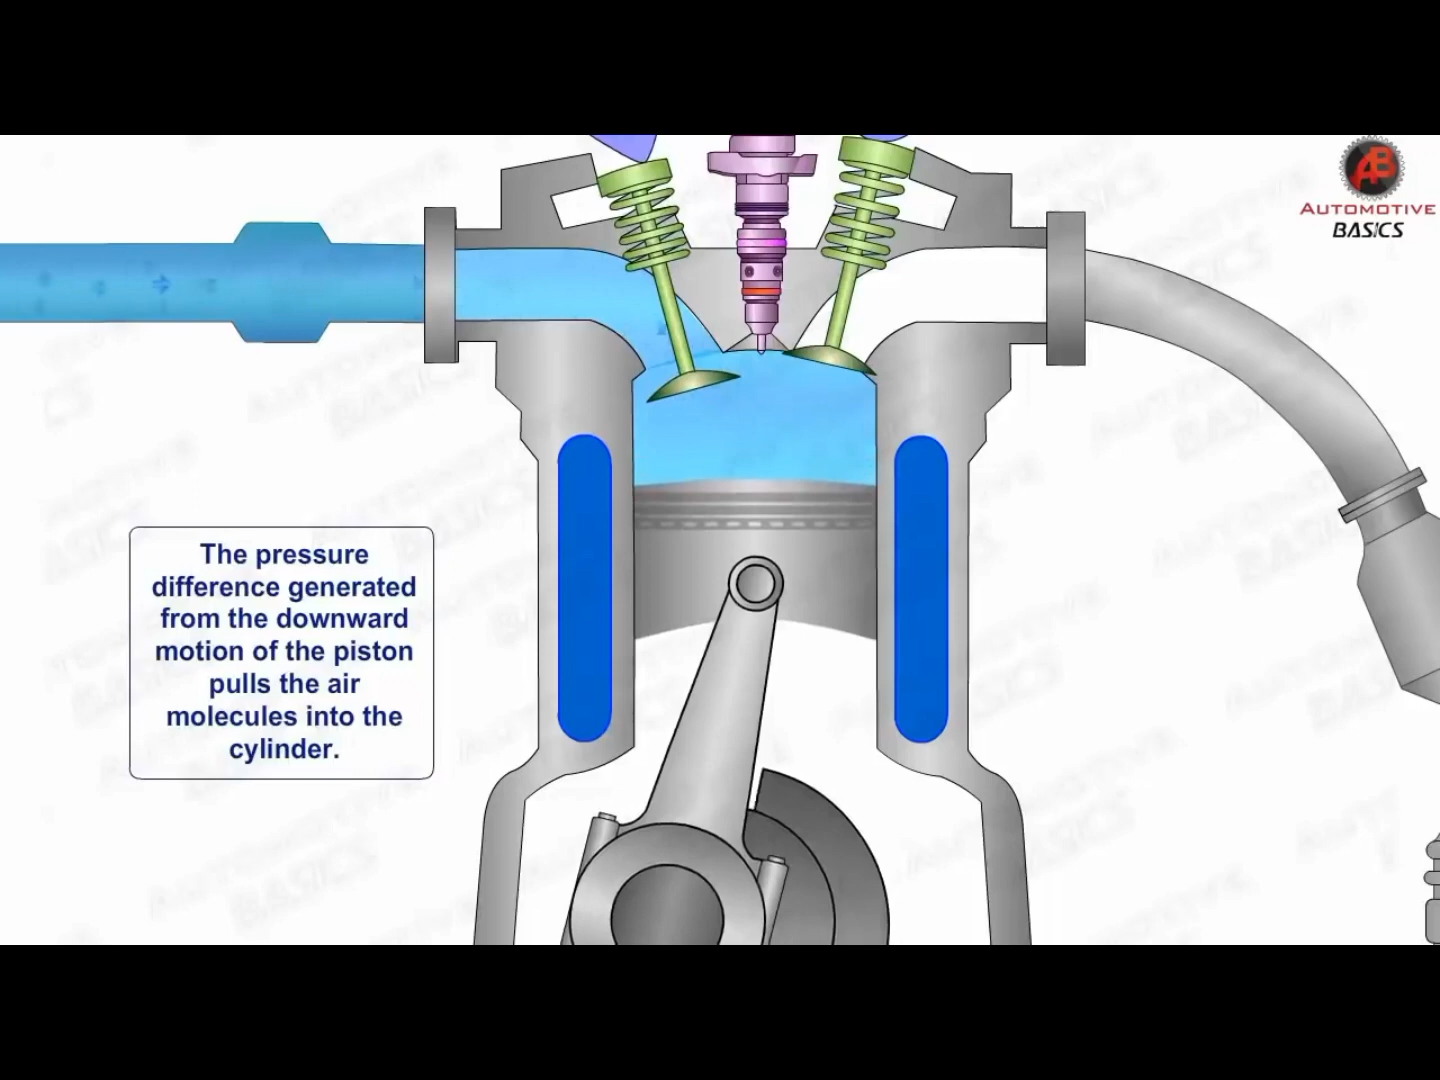 AB
AUTOMOTIVE
BASICS
The pressure
difference generated
from the downward
motion of the piston
pulls the air
molecules into the
cylinder.